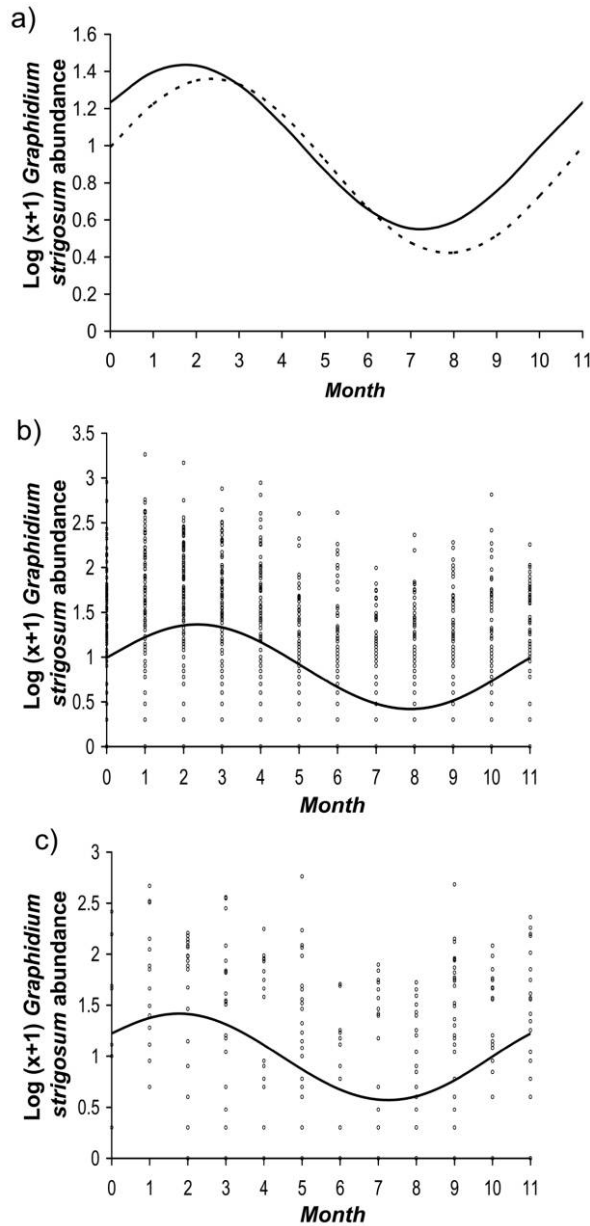 a)
Log (x+1) Graphidium
strigosum abundance
1.6
1.4
1.2
1
0.8
0.6
0.4
0.2
0
0 1 2 3 4 5 6 7 8 9 10 11
Month
b)
Log (x+1) Graphidium
strigosum abundance
3.5
3
2.5
2
1.5
1
0.5
0
0 1 2 3 4 5 6 7 8 9 10 11
Month
c)
Log (x+1) Graphidium
strigosum abundance
3
2.5
2
1.5
1
0.5
0
0 1 2 3 4 5 6 7 8 9 10 11
Month